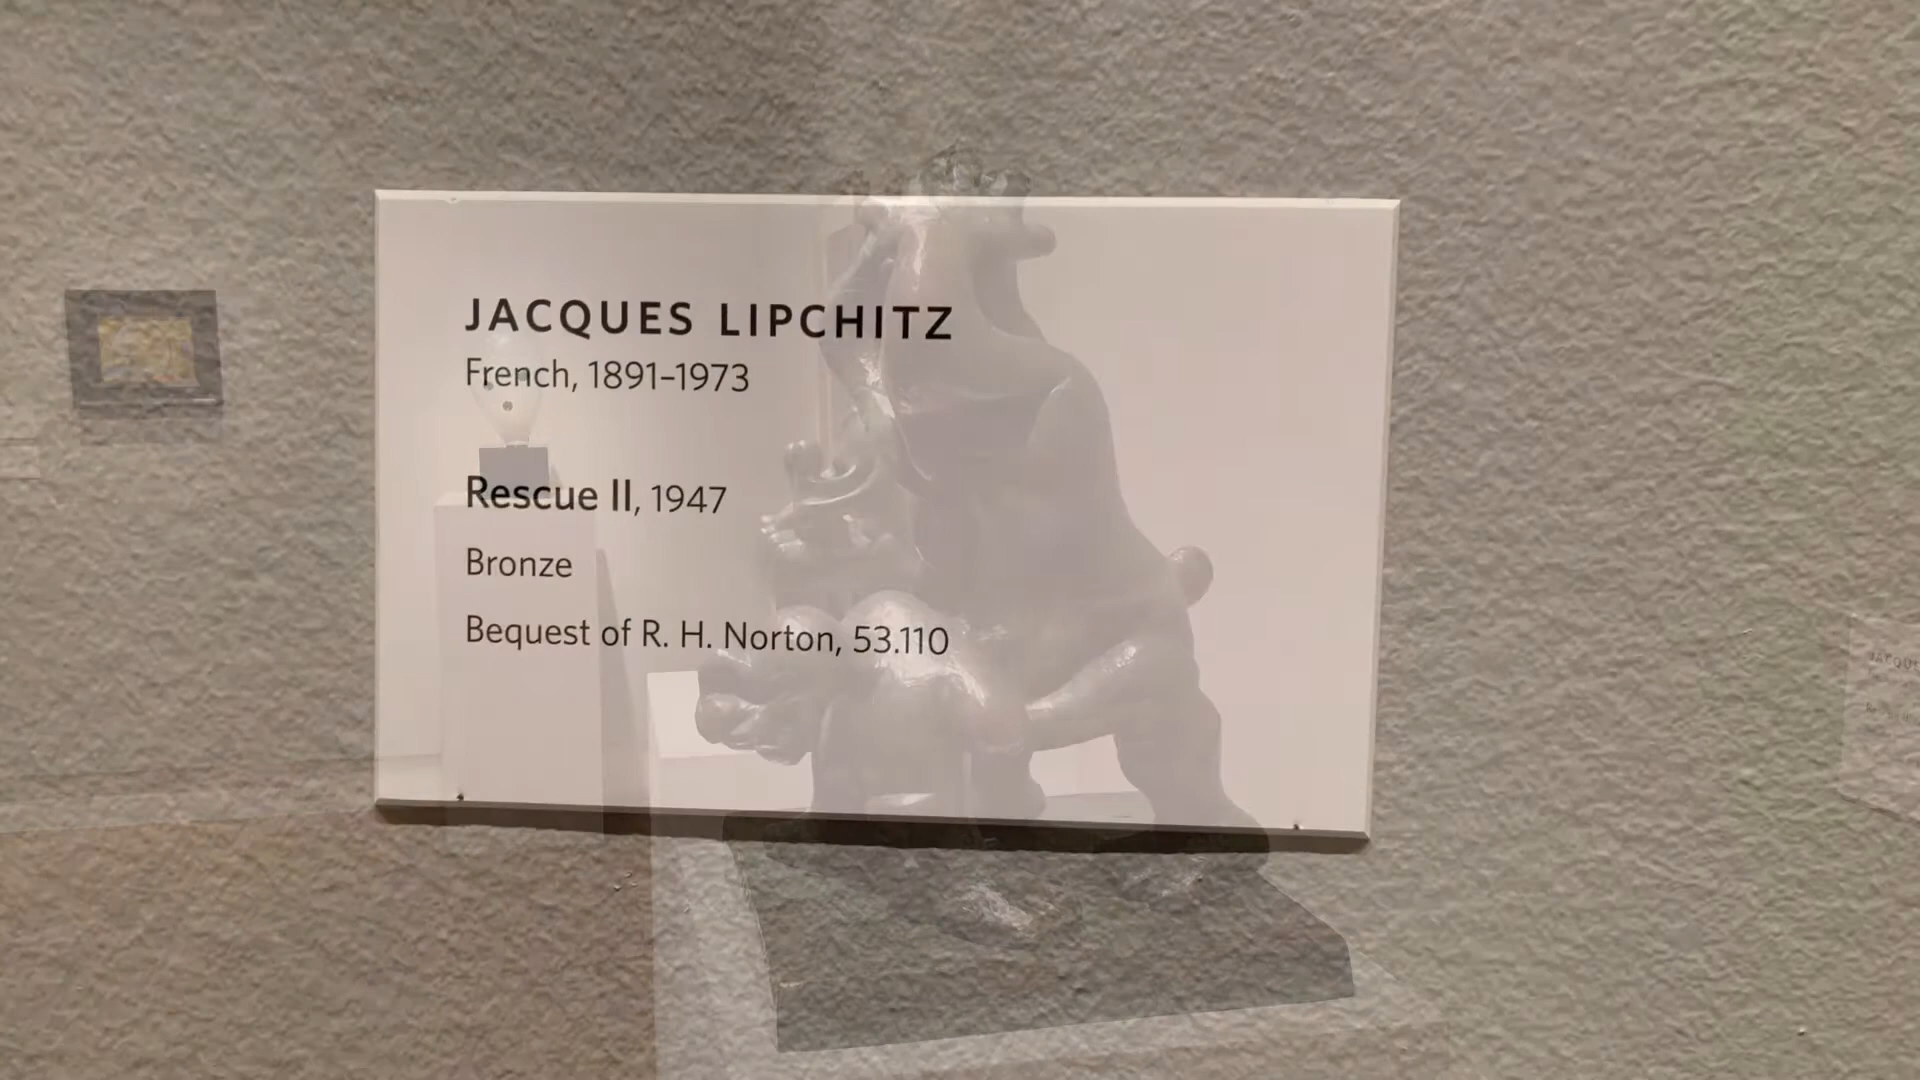 JACQUES LIPCHITZ
French, 1891–1973
Rescue II, 1947
Bronze
Bequest of R. H. Norton, 53.110